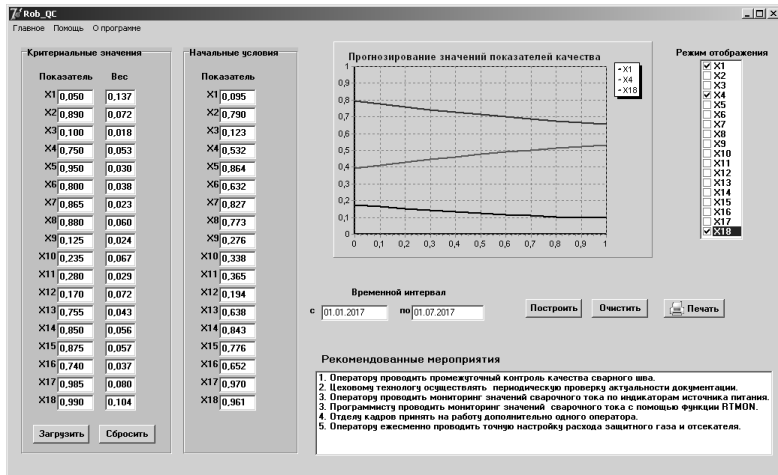 Rob_QC
Главное Помощь О программе
Критериальные значения
Показатель Вес
X1 0,050 0,137
X2 0,890 0,072
X3 0,100 0,018
X4 0,750 0,053
X5 0,950 0,030
X6 0,800 0,038
X7 0,865 0,023
X8 0,880 0,060
X9 0,125 0,024
X10 0,235 0,067
X11 0,280 0,029
X12 0,170 0,072
X13 0,755 0,043
X14 0,850 0,056
X15 0,875 0,057
X16 0,740 0,037
X17 0,985 0,080
X18 0,990 0,104
Загрузить Сбросить
Начальные условия
Показатель
X1 0,095
X2 0,790
X3 0,123
X4 0,532
X5 0,864
X6 0,632
X7 0,827
X8 0,773
X9 0,276
X10 0,338
X11 0,365
X12 0,194
X13 0,638
X14 0,843
X15 0,776
X16 0,652
X17 0,970
X18 0,961
Прогнозирование значений показателей качества
1
0,9
0,8
0,7
0,6
0,5
0,4
0,3
0,2
0,1
0
0 0,1 0,2 0,3 0,4 0,5 0,6 0,7 0,8 0,9 1
X1
X4
X18
Режим отображения
X1
X2
X3
X4
X5
X6
X7
X8
X9
X10
X11
X12
X13
X14
X15
X16
X17
X18
Временной интервал
с 01.01.2017 по 01.07.2017
Построить Очистить Печать
Рекомендованные мероприятия
1. Оператору проводить промежуточный контроль качества сварного шва.
2. Цеховому технологу осуществлять периодическую проверку актуальности документации.
3. Оператору проводить мониторинг значений сварочного тока по индикаторам источника питания.
3. Программисту проводить мониторинг значений сварочного тока с помощью функции RTMON.
4. Отделу кадров принять на работу дополнительно одного оператора.
5. Оператору ежесменно проводить точную настройку расхода защитного газа и отсекателя.